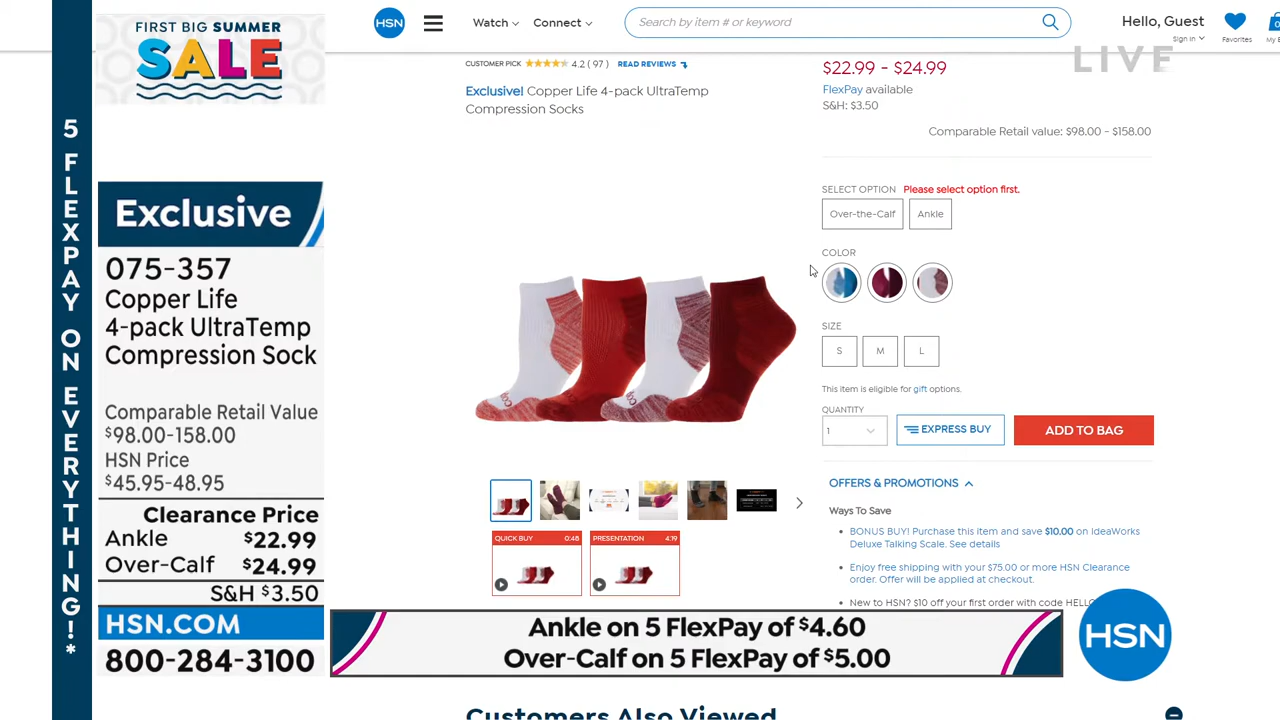 FIRST BIG SUMMER
SALE
5 FLEXPAY ON EVERYTHING!*
Exclusive
075-357
Copper Life
4-pack UltraTemp
Compression Sock
Comparable Retail Value
$98.00-158.00
HSN Price
$45.95-48.95
Clearance Price
Ankle $22.99
Over-Calf $24.99
S&H $3.50
HSN.COM
800-284-3100
HSN
Watch
Connect
Search by item # or keyword
Hello, Guest
Sign In
Favorites
0
LIVE
CUSTOMER PICK 4.2 ( 97 ) READ REVIEWS
Exclusive! Copper Life 4-pack UltraTemp
Compression Socks
QUICK BUY 0:48
PRESENTATION 4:19
$22.99 - $24.99
FlexPay available
S&H: $3.50
Comparable Retail value: $98.00 - $158.00
SELECT OPTION Please select option first.
Over-the-Calf
Ankle
COLOR
SIZE
S
M
L
This item is eligible for gift options.
QUANTITY
1
EXPRESS BUY
ADD TO BAG
OFFERS & PROMOTIONS
Ways To Save
BONUS BUY! Purchase this item and save $10.00 on IdeaWorks
Deluxe Talking Scale. See details
Enjoy free shipping with your $75.00 or more HSN Clearance
order. Offer will be applied at checkout.
New to HSN? $10 off your first order with code HELLO
Ankle on 5 FlexPay of $4.60
Over-Calf on 5 FlexPay of $5.00
HSN
Customers Also Viewed